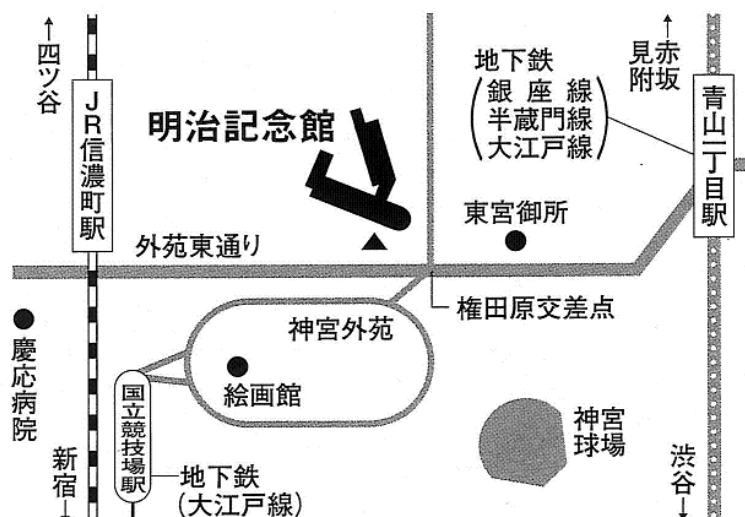 ↑四ツ谷
JR信濃町駅
明治記念館
地下鉄
(銀座線
半蔵門線
大江戸線)
↑赤坂
見附
青山一丁目駅
東宮御所
外苑東通り
権田原交差点
神宮外苑
絵画館
慶応病院
国立競技場駅
地下鉄
(大江戸線)
新宿↓
神宮
球場
渋谷↓